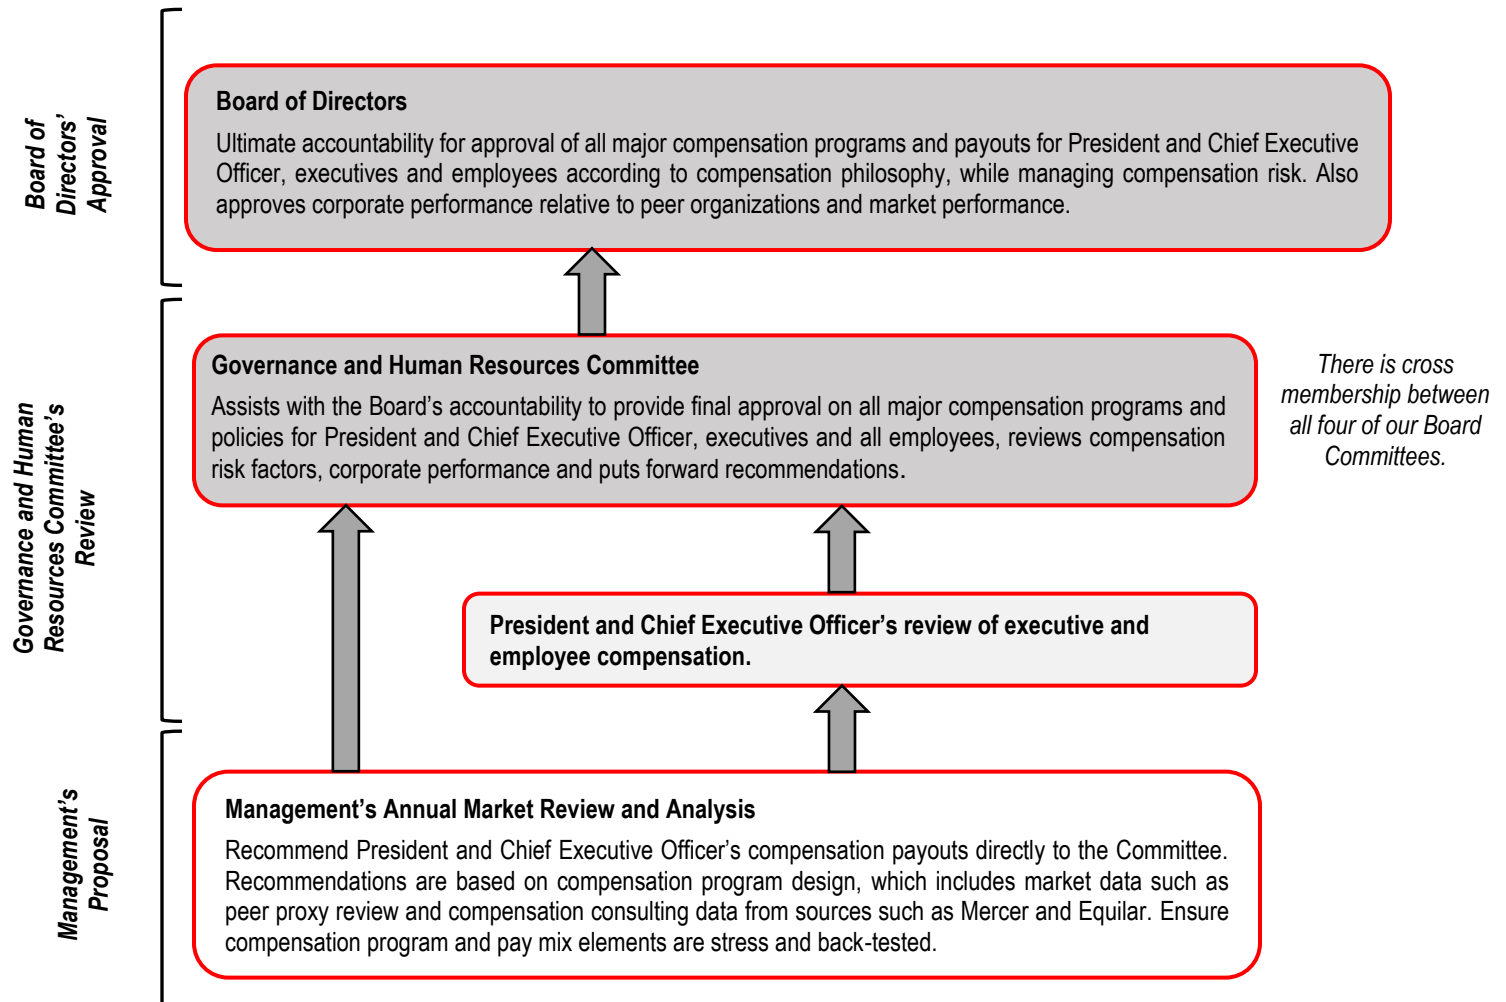 Board of
Directors’
Approval
Board of Directors
Ultimate accountability for approval of all major compensation programs and payouts for President and Chief Executive
Officer, executives and employees according to compensation philosophy, while managing compensation risk. Also
approves corporate performance relative to peer organizations and market performance.
Governance and Human
Resources Committee’s
Review
Governance and Human Resources Committee
Assists with the Board’s accountability to provide final approval on all major compensation programs and
policies for President and Chief Executive Officer, executives and all employees, reviews compensation
risk factors, corporate performance and puts forward recommendations.
There is cross
membership between
all four of our Board
Committees.
President and Chief Executive Officer’s review of executive and
employee compensation.
Management’s
Proposal
Management’s Annual Market Review and Analysis
Recommend President and Chief Executive Officer’s compensation payouts directly to the Committee.
Recommendations are based on compensation program design, which includes market data such as
peer proxy review and compensation consulting data from sources such as Mercer and Equilar. Ensure
compensation program and pay mix elements are stress and back-tested.